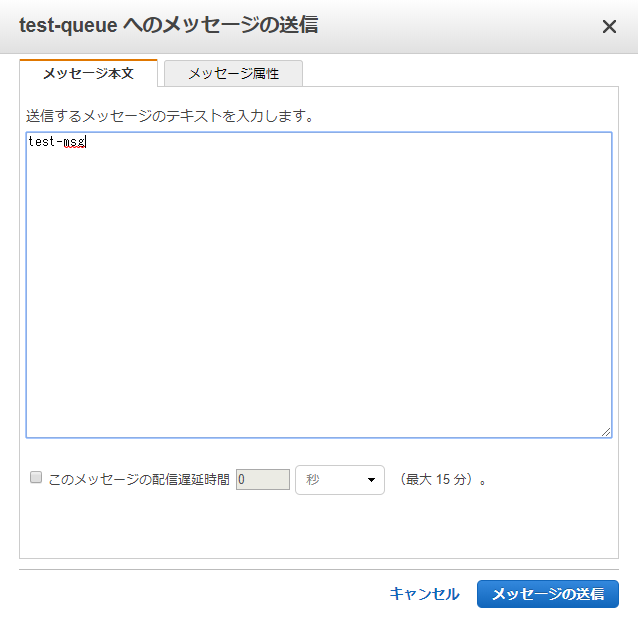 test-queue へのメッセージの送信
メッセージ本文 メッセージ属性
送信するメッセージのテキストを入力します。
test-msg
このメッセージの配信遅延時間 0 秒 （最大 15 分）。
キャンセル メッセージの送信